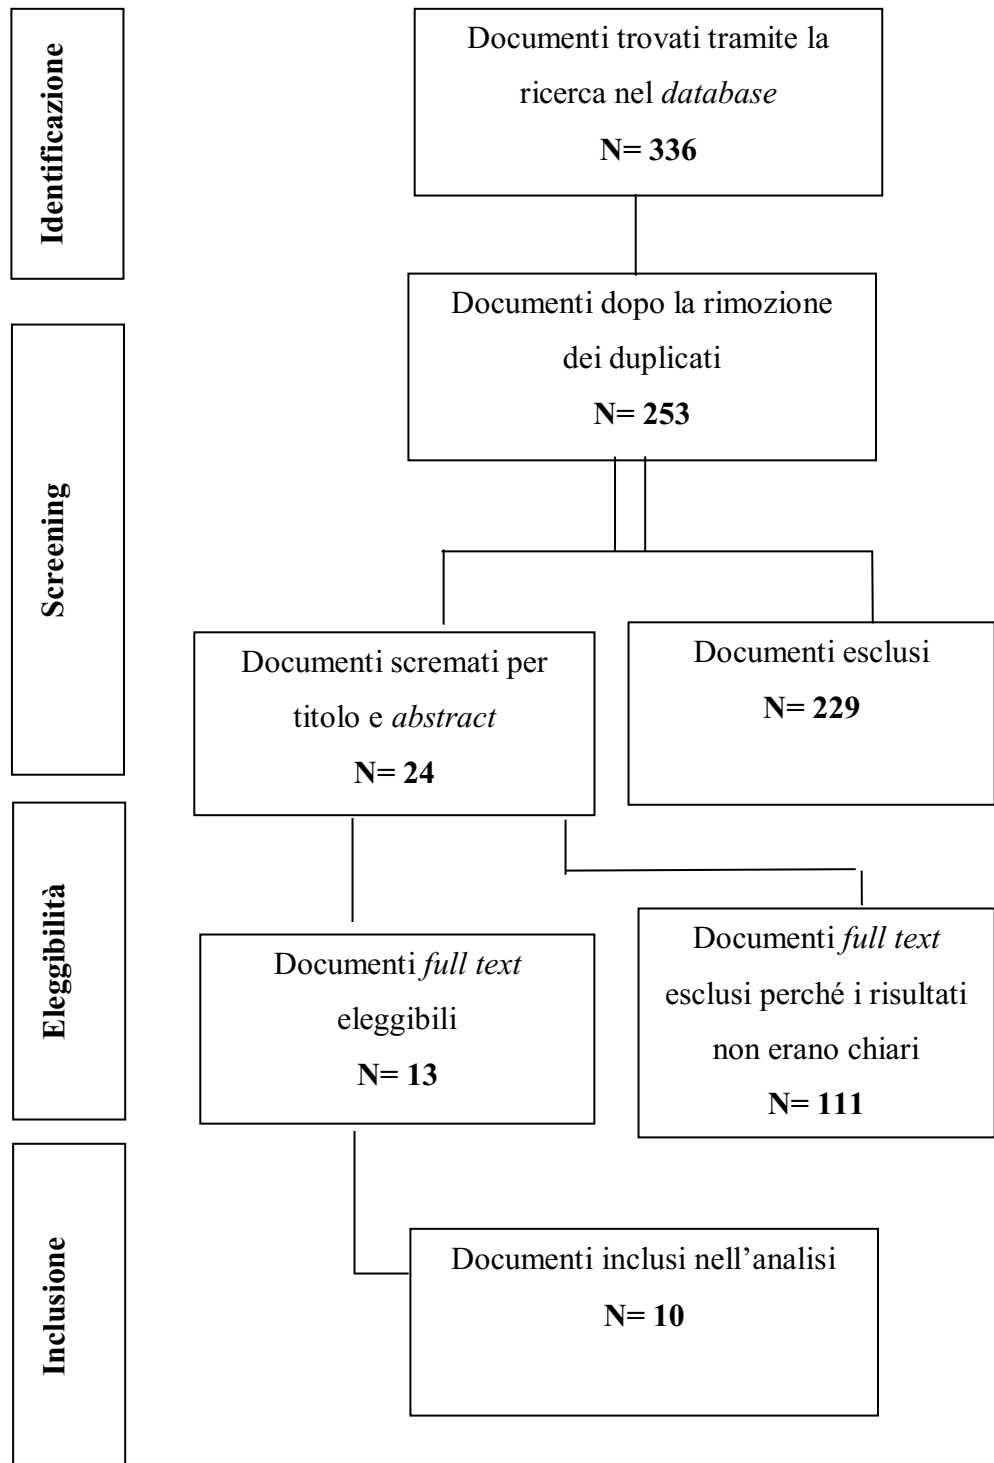 Identificazione
Documenti trovati tramite la
ricerca nel database
N= 336
Documenti dopo la rimozione
dei duplicati
N= 253
Screening
Documenti scremati per
titolo e abstract
N= 24
Documenti esclusi
N= 229
Eleggibilità
Documenti full text
eleggibili
N= 13
Documenti full text
esclusi perché i risultati
non erano chiari
N= 111
Inclusione
Documenti inclusi nell’analisi
N= 10